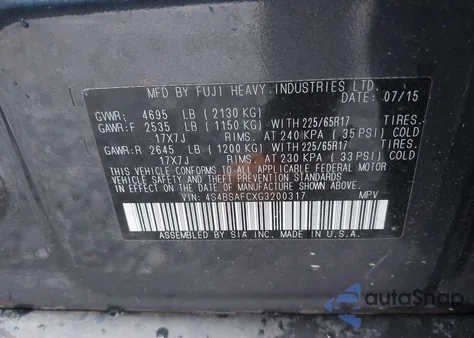 MFD BY FUJI HEAVY INDUSTRIES LTD.
DATE: 07/15
GVWR: 4695 LB (2130 KG)
GAWR:F 2535 LB (1150 KG) WITH 225/65R17 TIRES.
17X7J RIMS. AT 240 KPA (35 PSI) COLD
GAWR:R 2645 LB (1200 KG) WITH 225/65R17 TIRES.
17X7J RIMS. AT 230 KPA (33 PSI) COLD
THIS VEHICLE CONFORMS TO ALL APPLICABLE FEDERAL MOTOR
VEHICLE SAFETY AND THEFT PREVENTION STANDARDS
IN EFFECT ON THE DATE OF MANUFACTURE SHOWN ABOVE.
VIN: 4S4BSAFCXG3200317 MPV
ASSEMBLED BY SIA INC. MADE IN U.S.A.
autoSnap